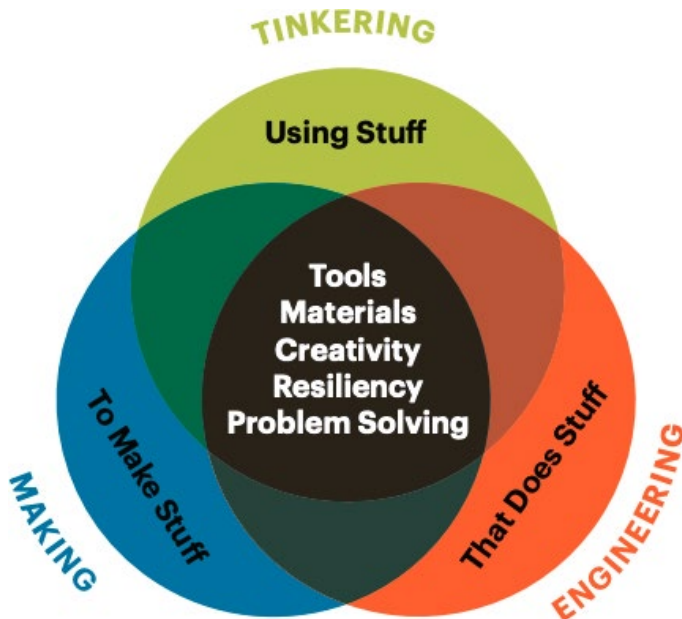 TINKERING
Using Stuff
Tools
Materials
Creativity
Resiliency
Problem Solving
To Make Stuff
That Does Stuff
MAKING
ENGINEERING